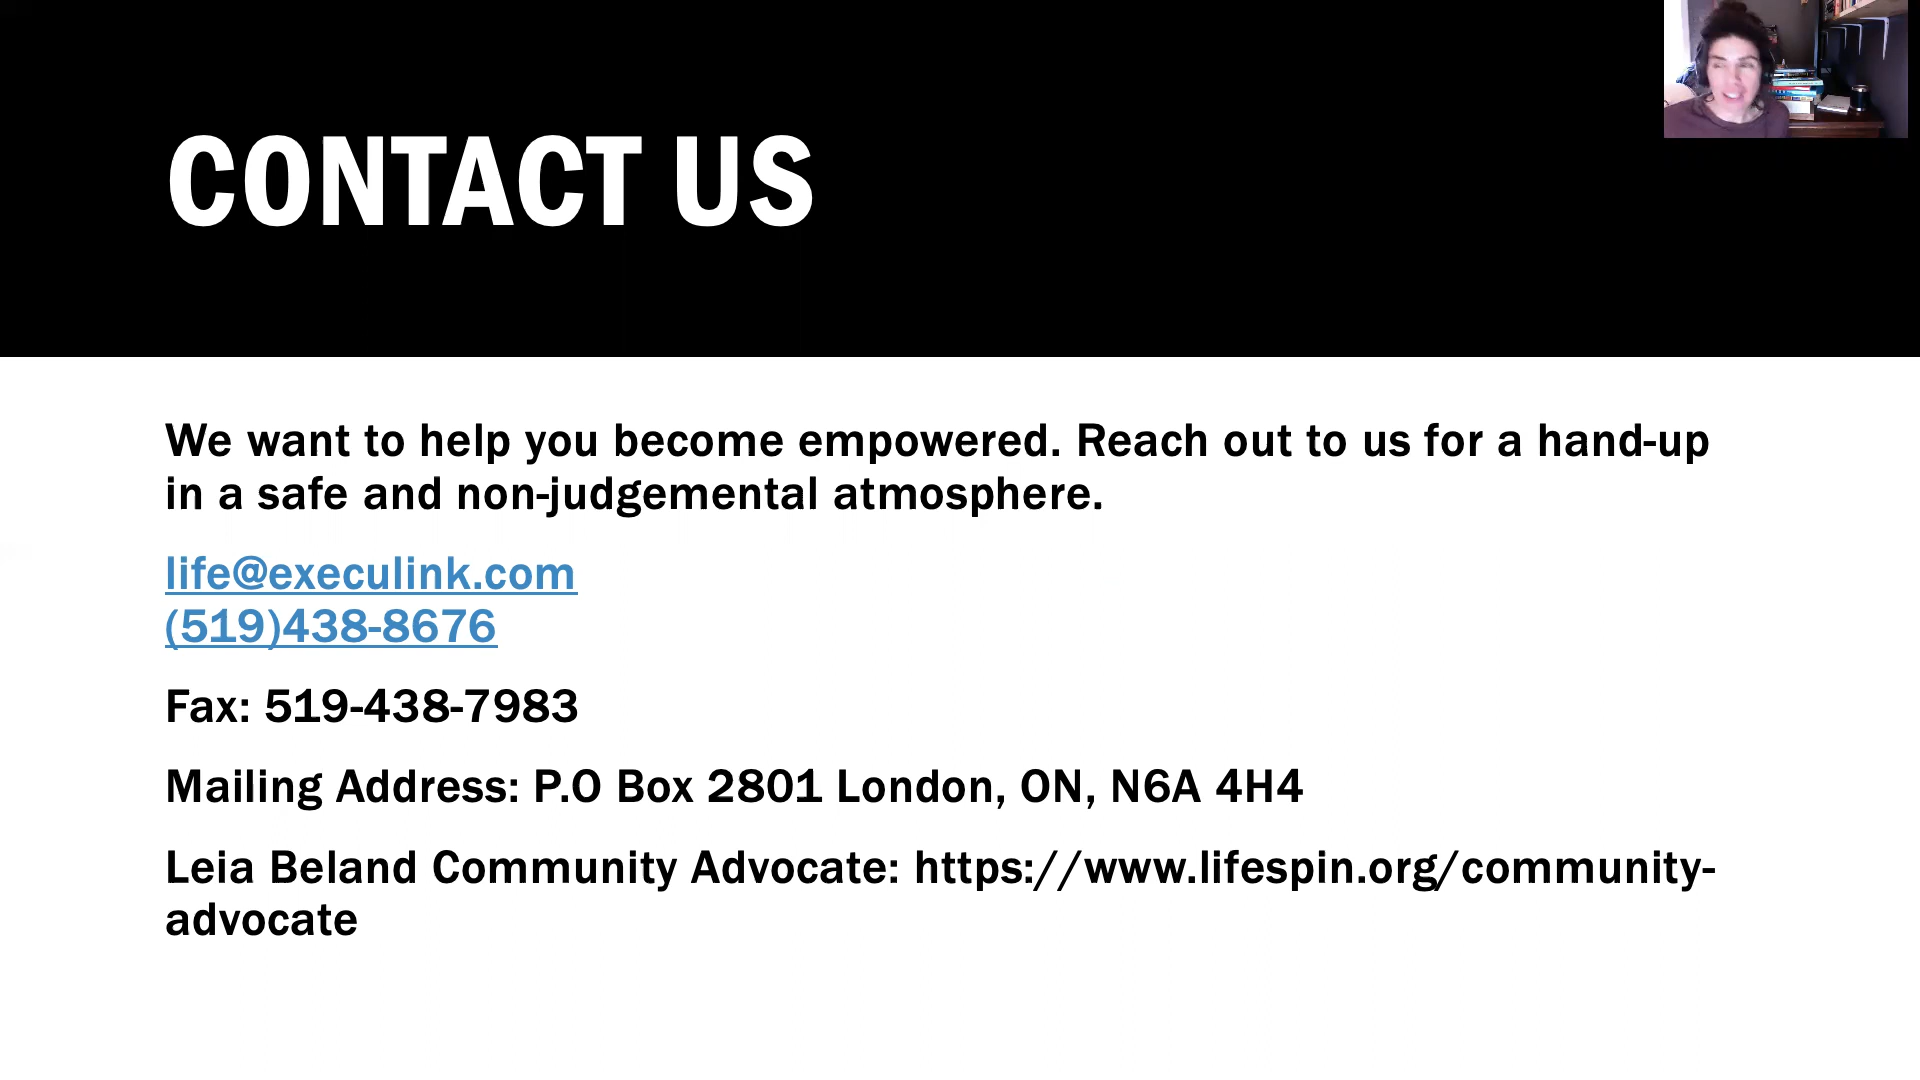 CONTACT US
We want to help you become empowered. Reach out to us for a hand-up
in a safe and non-judgemental atmosphere.
life@execulink.com
(519)438-8676
Fax: 519-438-7983
Mailing Address: P.O Box 2801 London, ON, N6A 4H4
Leia Beland Community Advocate: https://www.lifespin.org/community-
advocate